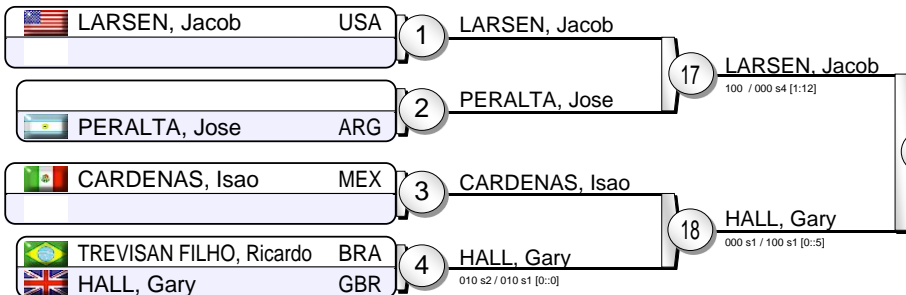 LARSEN, Jacob USA
1
LARSEN, Jacob
17
LARSEN, Jacob
100 / 000 s4 [1:12]
2
PERALTA, Jose
PERALTA, Jose ARG
CARDENAS, Isao MEX
3
CARDENAS, Isao
18
HALL, Gary
000 s1 / 100 s1 [0::5]
TREVISAN FILHO, Ricardo BRA
4
HALL, Gary
HALL, Gary GBR
010 s2 / 010 s1 [0::0]